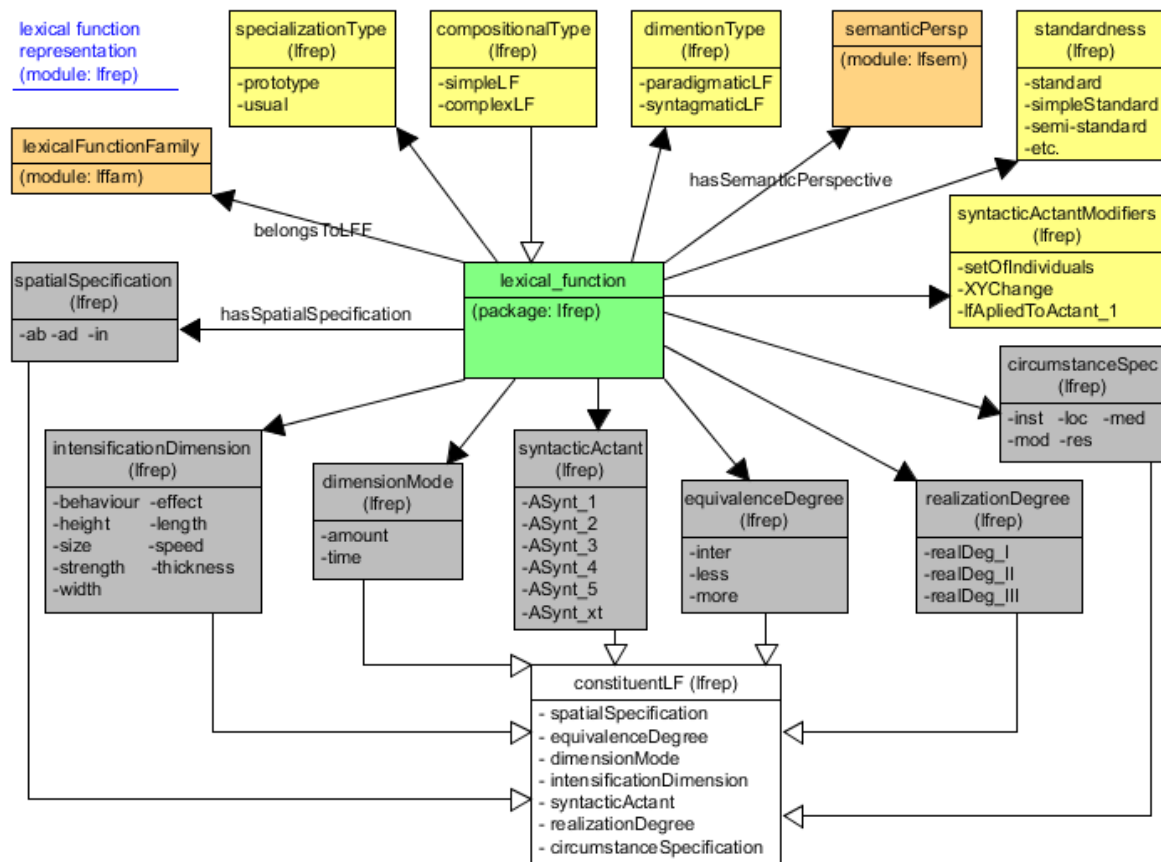 lexical function
representation
(module: lfrep)
specializationType
(lfrep)
-prototype
-usual
compositionalType
(lfrep)
-simpleLF
-complexLF
dimentionType
(lfrep)
-paradigmaticLF
-syntagmaticLF
semanticPersp
(module: lfsem)
standardness
(lfrep)
-standard
-simpleStandard
-semi-standard
-etc.
lexicalFunctionFamily
(module: lffam)
belongsToLFF
hasSemanticPerspective
syntacticActantModifiers
(lfrep)
-setOfIndividuals
-XYChange
-lfApliedToActant_1
spatialSpecification
(lfrep)
-ab -ad -in
hasSpatialSpecification
lexical_function
(package: lfrep)
circumstanceSpec
(lfrep)
-inst -loc -med
-mod -res
intensificationDimension
(lfrep)
-behaviour -effect
-height -length
-size -speed
-strength -thickness
-width
dimensionMode
(lfrep)
-amount
-time
syntacticActant
(lfrep)
-ASynt_1
-ASynt_2
-ASynt_3
-ASynt_4
-ASynt_5
-ASynt_xt
equivalenceDegree
(lfrep)
-inter
-less
-more
realizationDegree
(lfrep)
-realDeg_I
-realDeg_II
-realDeg_III
constituentLF (lfrep)
- spatialSpecification
- equivalenceDegree
- dimensionMode
- intensificationDimension
- syntacticActant
- realizationDegree
- circumstanceSpecification